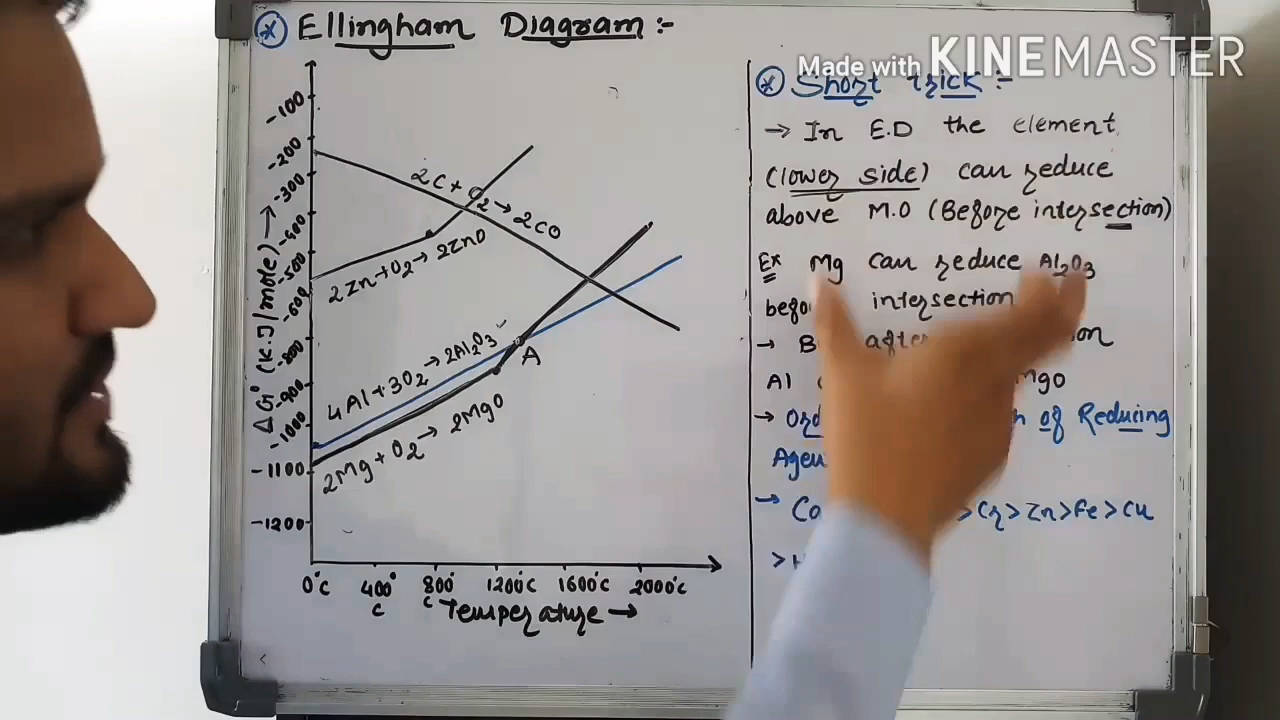 Ⓧ Ellingham Diagram :-
Made with KINEMASTER
ΔG° (K.J/mole) →
-100
-200
-300
-400
-500
-600
-800
-900
-1000
-1100
-1200
2C + O2 → 2CO
2Zn + O2 → 2ZnO
4Al + 3O2 → 2Al2O3
A
2Mg + O2 → 2MgO
0°C 400°C 800°C 1200°C 1600°C 2000°C
Temperature →
Ⓧ Short trick :-
→ In E.D the element
(lower side) can reduce
above M.O (Before intersection)
Ex Mg can reduce Al2O3
intersection
→
Al MgO
→ of Reducing
→ > Cr > Zn > Fe > Cu
>